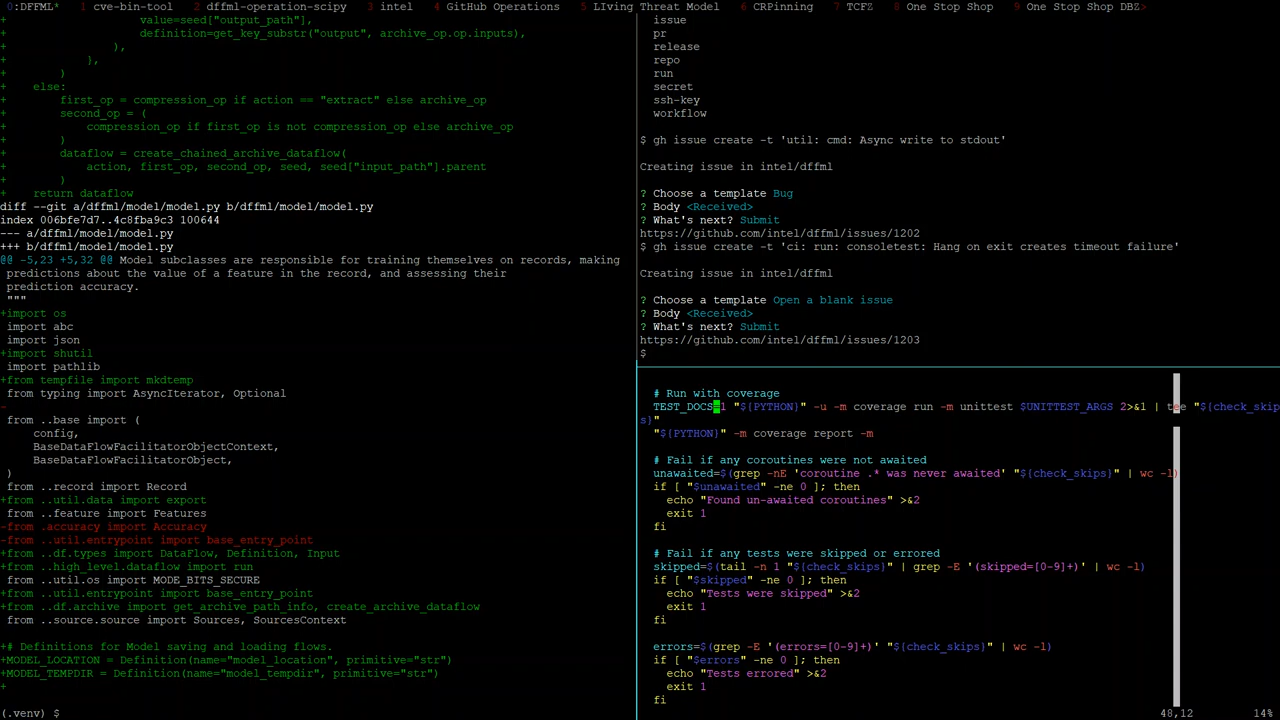 0:DFFML* 1 cve-bin-tool 2 dffml-operation-scipy 3 intel 4 GitHub Operations 5 LIving Threat Model 6 CRPinning 7 TCFZ 8 One Stop Shop 9 One Stop Shop DBZ>
+                    value=seed["output_path"],
+                    definition=get_key_substr("output", archive_op.op.inputs),
+                ),
+            },
+        )
+    else:
+        first_op = compression_op if action == "extract" else archive_op
+        second_op = (
+            compression_op if first_op is not compression_op else archive_op
+        )
+        dataflow = create_chained_archive_dataflow(
+            action, first_op, second_op, seed, seed["input_path"].parent
+        )
+    return dataflow
diff --git a/dffml/model/model.py b/dffml/model/model.py
index 006bfe7d7..4c8fba9c3 100644
--- a/dffml/model/model.py
+++ b/dffml/model/model.py
@@ -5,23 +5,32 @@ Model subclasses are responsible for training themselves on records, making
 predictions about the value of a feature in the record, and assessing their
 prediction accuracy.
 """
+import os
 import abc
 import json
+import shutil
 import pathlib
+from tempfile import mkdtemp
 from typing import AsyncIterator, Optional
-
 from ..base import (
     config,
     BaseDataFlowFacilitatorObjectContext,
     BaseDataFlowFacilitatorObject,
 )
 from ..record import Record
+from ..util.data import export
 from ..feature import Features
-from .accuracy import Accuracy
-from ..util.entrypoint import base_entry_point
+from ..df.types import DataFlow, Definition, Input
+from ..high_level.dataflow import run
 from ..util.os import MODE_BITS_SECURE
+from ..util.entrypoint import base_entry_point
+from ..df.archive import get_archive_path_info, create_archive_dataflow
 from ..source.source import Sources, SourcesContext

+# Definitions for Model saving and loading flows.
+MODEL_LOCATION = Definition(name="model_location", primitive="str")
+MODEL_TEMPDIR = Definition(name="model_tempdir", primitive="str")
+
(.venv) $
  issue
  pr
  release
  repo
  run
  secret
  ssh-key
  workflow

$ gh issue create -t 'util: cmd: Async write to stdout'

Creating issue in intel/dffml

? Choose a template Bug
? Body <Received>
? What's next? Submit
https://github.com/intel/dffml/issues/1202
$ gh issue create -t 'ci: run: consoletest: Hang on exit creates timeout failure'

Creating issue in intel/dffml

? Choose a template Open a blank issue
? Body <Received>
? What's next? Submit
https://github.com/intel/dffml/issues/1203
$
  # Run with coverage
  TEST_DOCS=1 "${PYTHON}" -u -m coverage run -m unittest $UNITTEST_ARGS 2>&1 | tee "${check_skip
s}"
  "${PYTHON}" -m coverage report -m

  # Fail if any coroutines were not awaited
  unawaited=$(grep -nE 'coroutine .* was never awaited' "${check_skips}" | wc -l)
  if [ "$unawaited" -ne 0 ]; then
    echo "Found un-awaited coroutines" >&2
    exit 1
  fi

  # Fail if any tests were skipped or errored
  skipped=$(tail -n 1 "${check_skips}" | grep -E '(skipped=[0-9]+)' | wc -l)
  if [ "$skipped" -ne 0 ]; then
    echo "Tests were skipped" >&2
    exit 1
  fi

  errors=$(grep -E '(errors=[0-9]+)' "${check_skips}" | wc -l)
  if [ "$errors" -ne 0 ]; then
    echo "Tests errored" >&2
    exit 1
  fi
48,12 14%